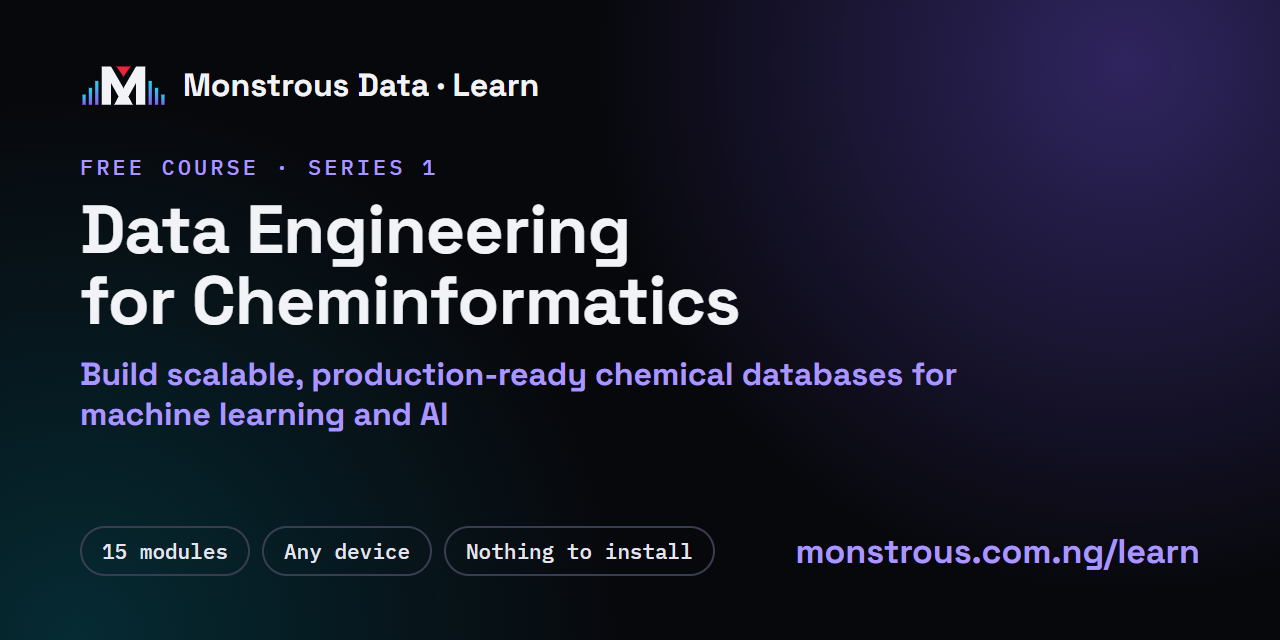 Monstrous Data · Learn
FREE COURSE · SERIES 1
Data Engineering
for Cheminformatics
Build scalable, production-ready chemical databases for
machine learning and AI
15 modules
Any device
Nothing to install
monstrous.com.ng/learn